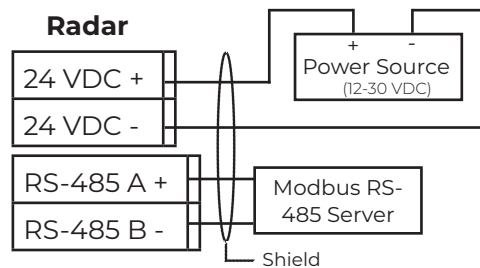 Radar
24 VDC +
24 VDC -
RS-485 A +
RS-485 B -
+ -
Power Source
(12-30 VDC)
Modbus RS-
485 Server
Shield